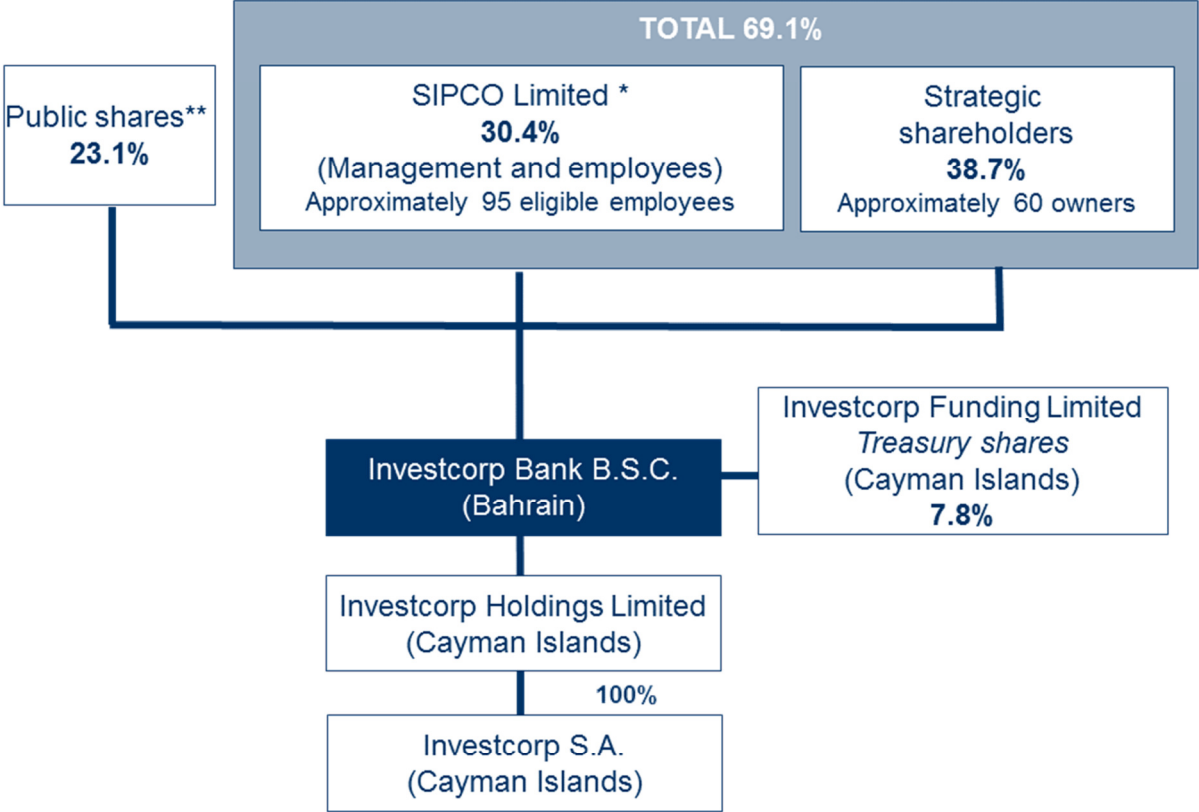 TOTAL 69.1%
Public shares**
23.1%
SIPCO Limited *
30.4%
(Management and employees)
Approximately 95 eligible employees
Strategic
shareholders
38.7%
Approximately 60 owners
Investcorp Bank B.S.C.
(Bahrain)
Investcorp Funding Limited
Treasury shares
(Cayman Islands)
7.8%
Investcorp Holdings Limited
(Cayman Islands)
100%
Investcorp S.A.
(Cayman Islands)